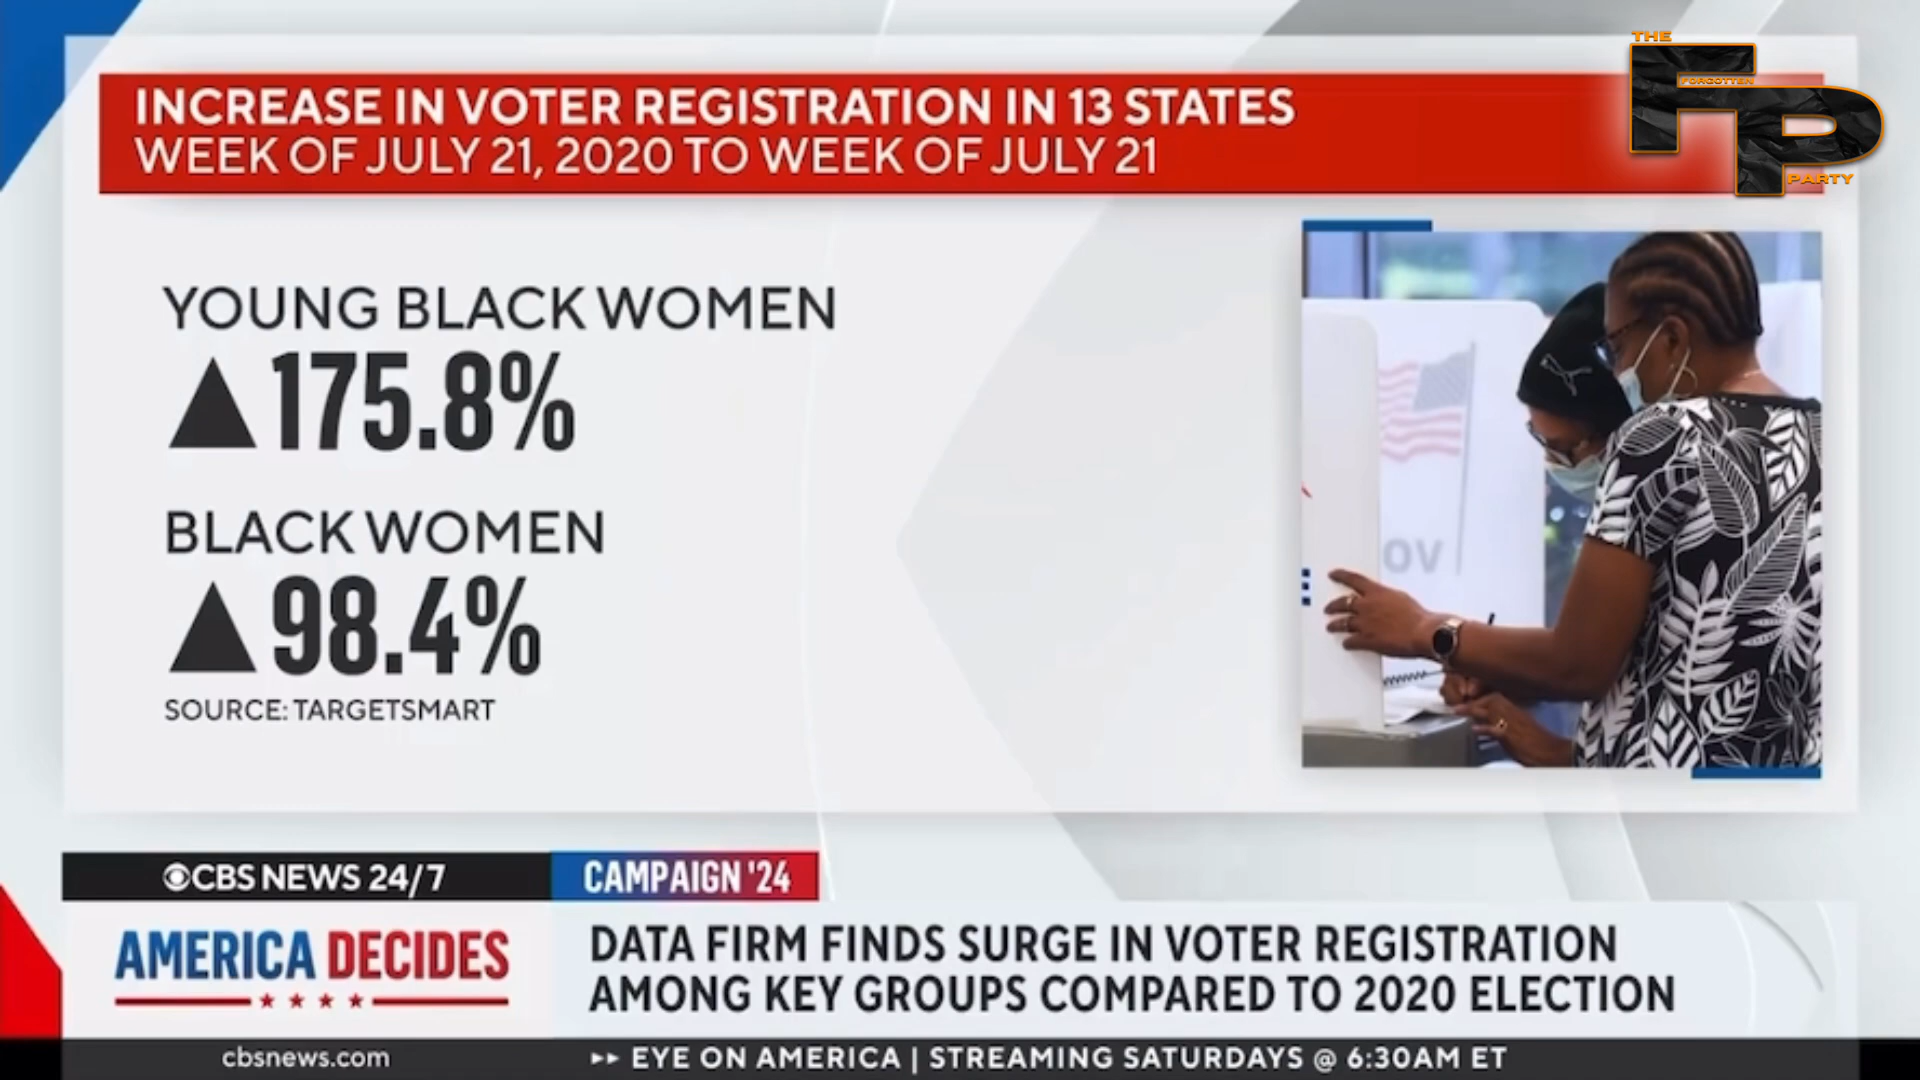 THE
FORGOTTEN
PARTY
INCREASE IN VOTER REGISTRATION IN 13 STATES
WEEK OF JULY 21, 2020 TO WEEK OF JULY 21
YOUNG BLACK WOMEN
▲175.8%
BLACK WOMEN
▲98.4%
SOURCE: TARGETSMART
OV
CBS NEWS 24/7
CAMPAIGN '24
AMERICA DECIDES
DATA FIRM FINDS SURGE IN VOTER REGISTRATION
AMONG KEY GROUPS COMPARED TO 2020 ELECTION
cbsnews.com
EYE ON AMERICA | STREAMING SATURDAYS @ 6:30AM ET